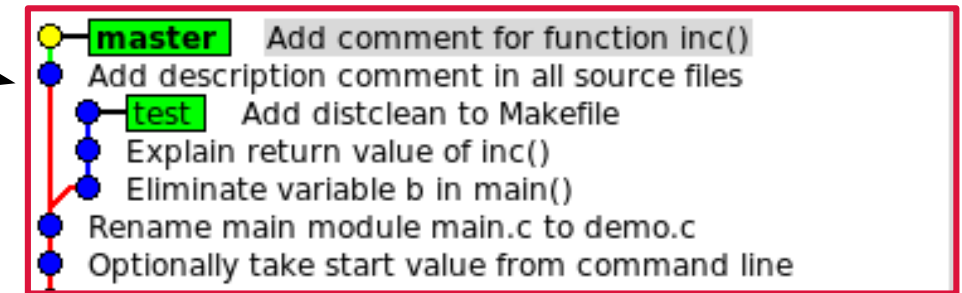 master Add comment for function inc()
Add description comment in all source files
test Add distclean to Makefile
Explain return value of inc()
Eliminate variable b in main()
Rename main module main.c to demo.c
Optionally take start value from command line